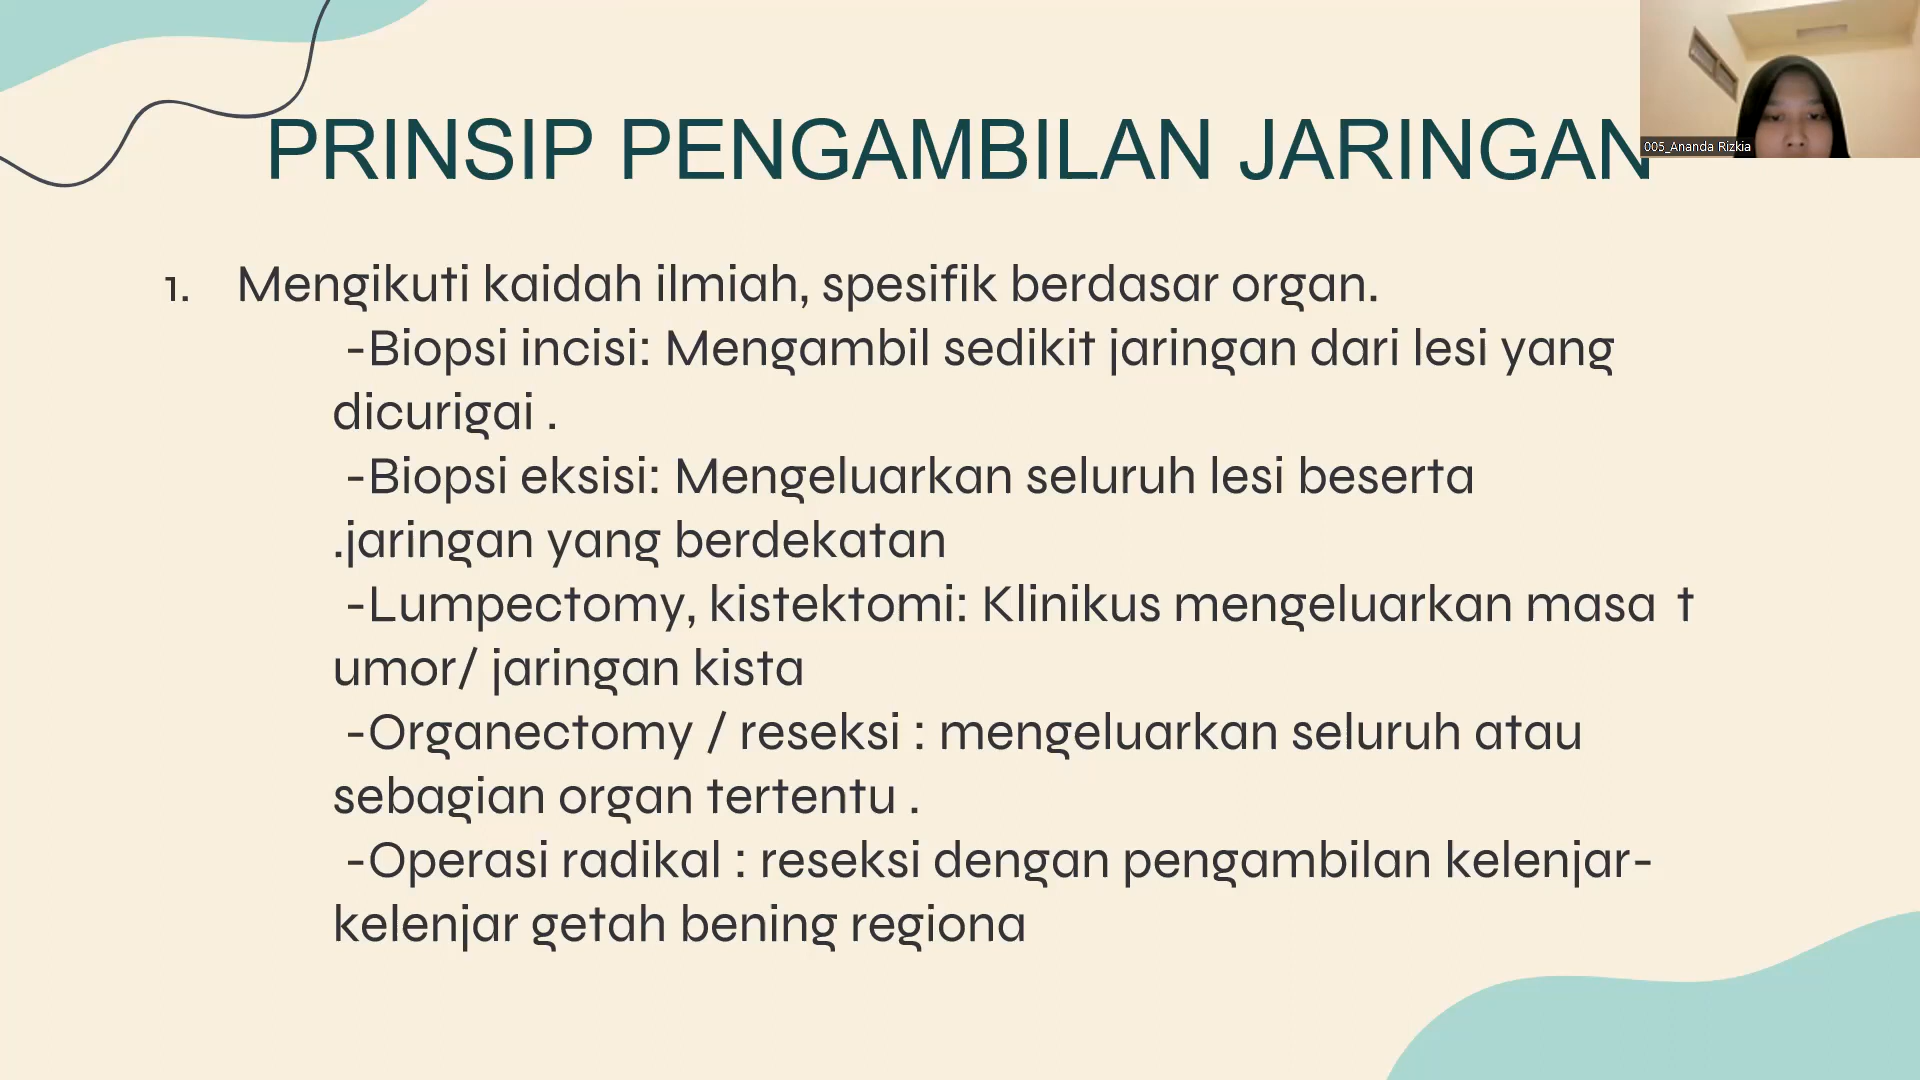 PRINSIP PENGAMBILAN JARINGAN
005_Ananda Rizkia
1. Mengikuti kaidah ilmiah, spesifik berdasar organ.
-Biopsi incisi: Mengambil sedikit jaringan dari lesi yang
dicurigai .
-Biopsi eksisi: Mengeluarkan seluruh lesi beserta
.jaringan yang berdekatan
-Lumpectomy, kistektomi: Klinikus mengeluarkan masa t
umor/ jaringan kista
-Organectomy / reseksi : mengeluarkan seluruh atau
sebagian organ tertentu .
-Operasi radikal : reseksi dengan pengambilan kelenjar-
kelenjar getah bening regiona